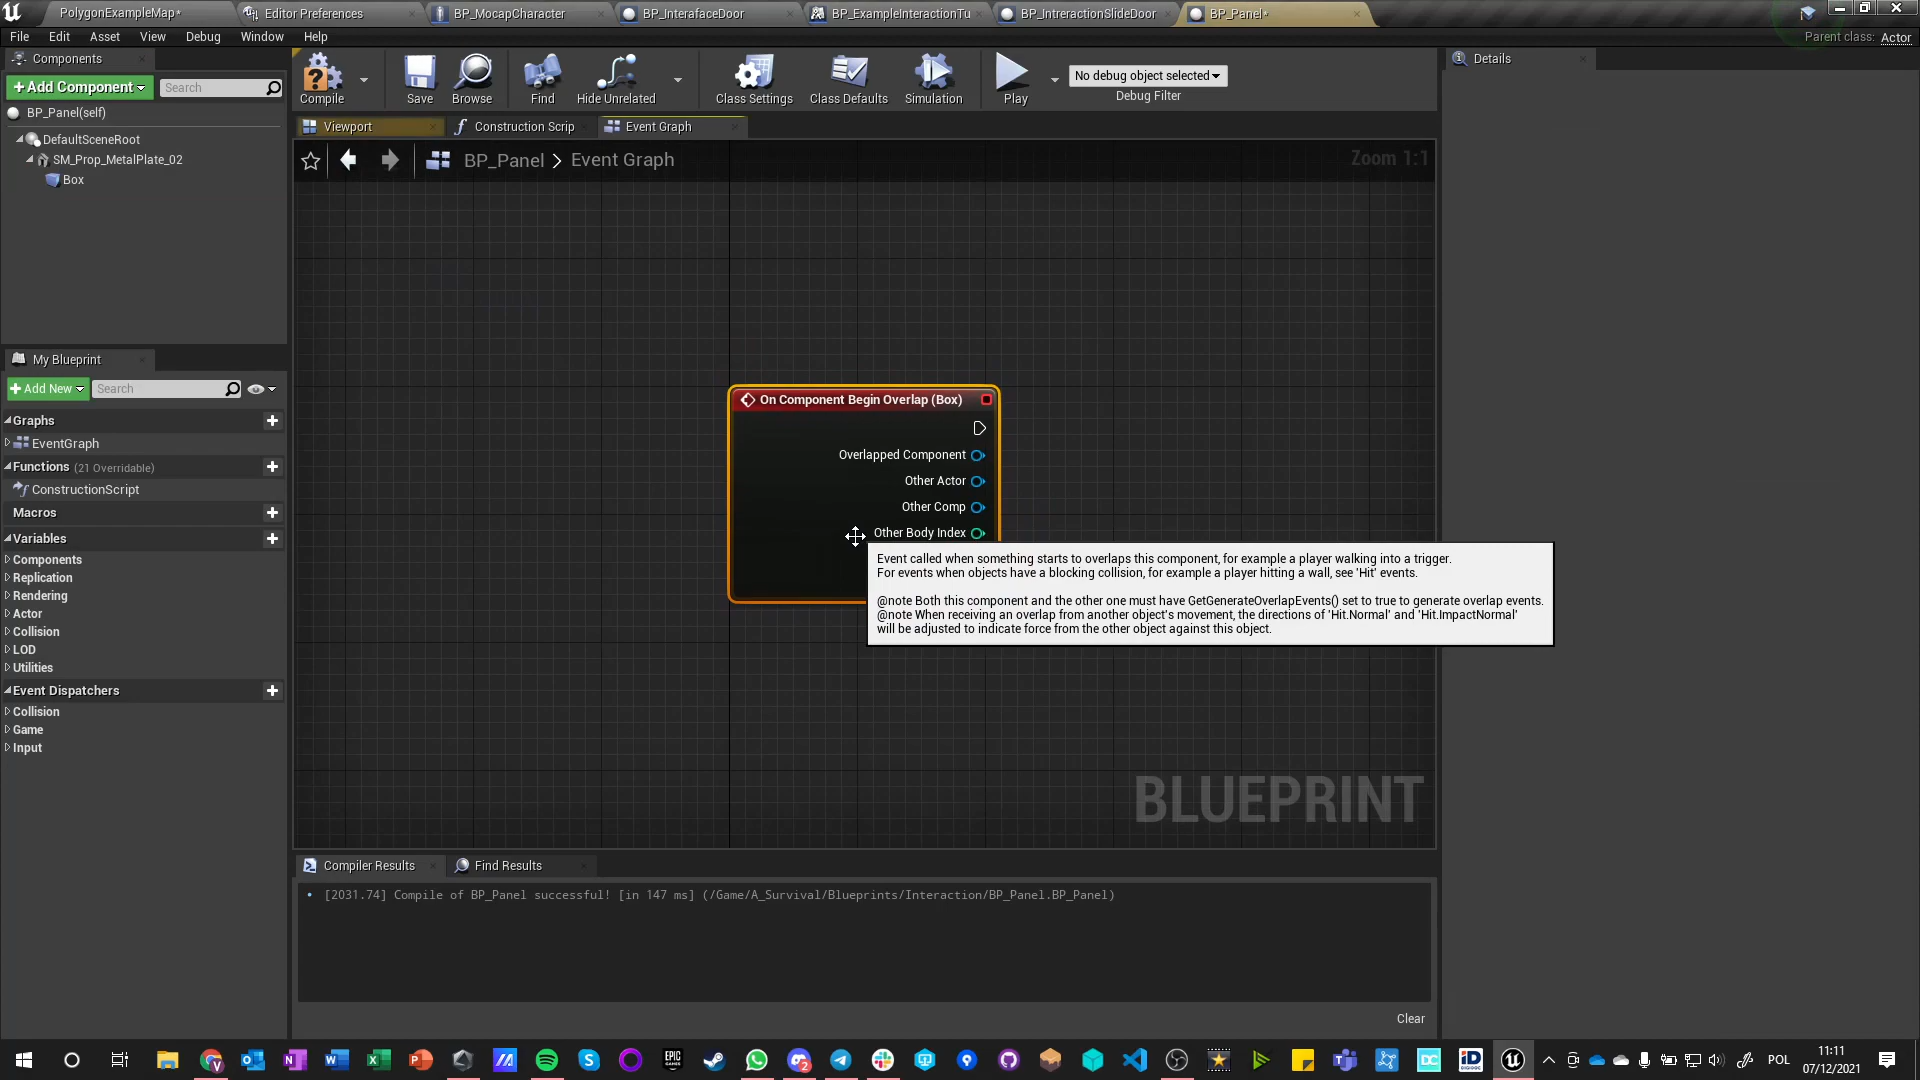 PolygonExampleMap*
Editor Preferences
BP_MocapCharacter
BP_InterafaceDoor
BP_ExampleInteractionTu
BP_IntreractionSlideDoor
BP_Panel*
File Edit Asset View Debug Window Help
Parent class: Actor
Components
+Add Component
Search
BP_Panel(self)
DefaultSceneRoot
SM_Prop_MetalPlate_02
Box
Compile
Save
Browse
Find
Hide Unrelated
Class Settings
Class Defaults
Simulation
Play
No debug object selected
Debug Filter
Details
Viewport
Construction Scrip
Event Graph
BP_Panel > Event Graph
Zoom 1:1
My Blueprint
+Add New
Search
Graphs
EventGraph
Functions (21 Overridable)
ConstructionScript
Macros
Variables
Components
Replication
Rendering
Actor
Collision
LOD
Utilities
Event Dispatchers
Collision
Game
Input
On Component Begin Overlap (Box)
Overlapped Component
Other Actor
Other Comp
Other Body Index
Event called when something starts to overlaps this component, for example a player walking into a trigger.
For events when objects have a blocking collision, for example a player hitting a wall, see 'Hit' events.
@note Both this component and the other one must have GetGenerateOverlapEvents() set to true to generate overlap events.
@note When receiving an overlap from another object's movement, the directions of 'Hit.Normal' and 'Hit.ImpactNormal'
will be adjusted to indicate force from the other object against this object.
BLUEPRINT
Compiler Results
Find Results
[2031.74] Compile of BP_Panel successful! [in 147 ms] (/Game/A_Survival/Blueprints/Interaction/BP_Panel.BP_Panel)
Clear
POL
11:11
07/12/2021